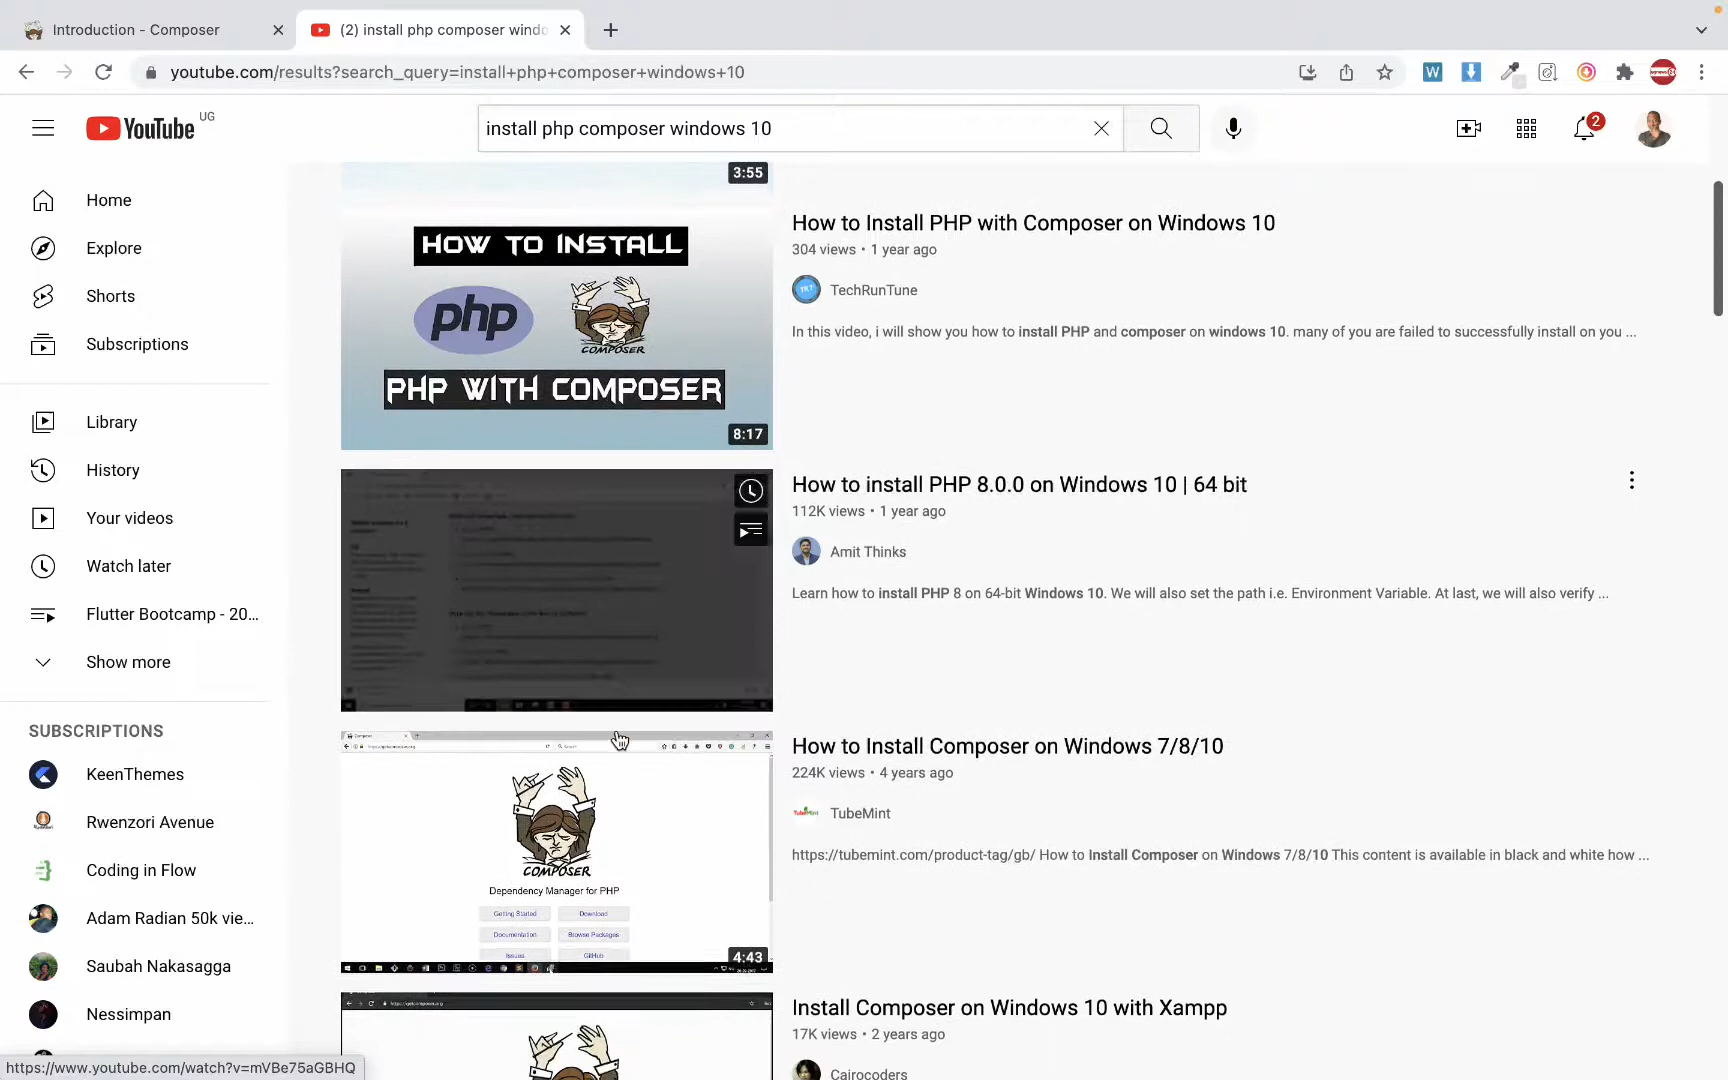 Introduction - Composer
(2) install php composer windo
youtube.com/results?search_query=install+php+composer+windows+10
YouTube UG
install php composer windows 10
2
Home
Explore
Shorts
Subscriptions
Library
History
Your videos
Watch later
Flutter Bootcamp - 20...
Show more
SUBSCRIPTIONS
KeenThemes
Rwenzori Avenue
Coding in Flow
Adam Radian 50k vie...
Saubah Nakasagga
Nessimpan
https://www.youtube.com/watch?v=mVBe75aGBHQ
3:55
HOW TO INSTALL
php
COMPOSER
PHP WITH COMPOSER
8:17
How to Install PHP with Composer on Windows 10
304 views • 1 year ago
TRT
TechRunTune
In this video, i will show you how to install PHP and composer on windows 10. many of you are failed to successfully install on you ...
How to install PHP 8.0.0 on Windows 10 | 64 bit
112K views • 1 year ago
Amit Thinks
Learn how to install PHP 8 on 64-bit Windows 10. We will also set the path i.e. Environment Variable. At last, we will also verify ...
COMPOSER
Dependency Manager for PHP
Getting Started
Download
Documentation
Browse Packages
Issues
GitHub
4:43
How to Install Composer on Windows 7/8/10
224K views • 4 years ago
TubeMint
TubeMint
https://tubemint.com/product-tag/gb/ How to Install Composer on Windows 7/8/10 This content is available in black and white how ...
Install Composer on Windows 10 with Xampp
17K views • 2 years ago
Cairocoders